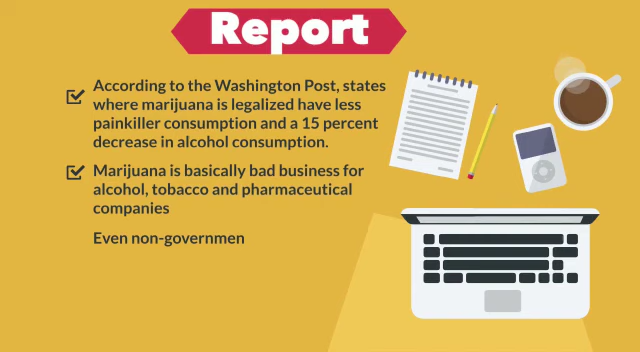 Report
According to the Washington Post, states
where marijuana is legalized have less
painkiller consumption and a 15 percent
decrease in alcohol consumption.
Marijuana is basically bad business for
alcohol, tobacco and pharmaceutical
companies
Even non-governmen